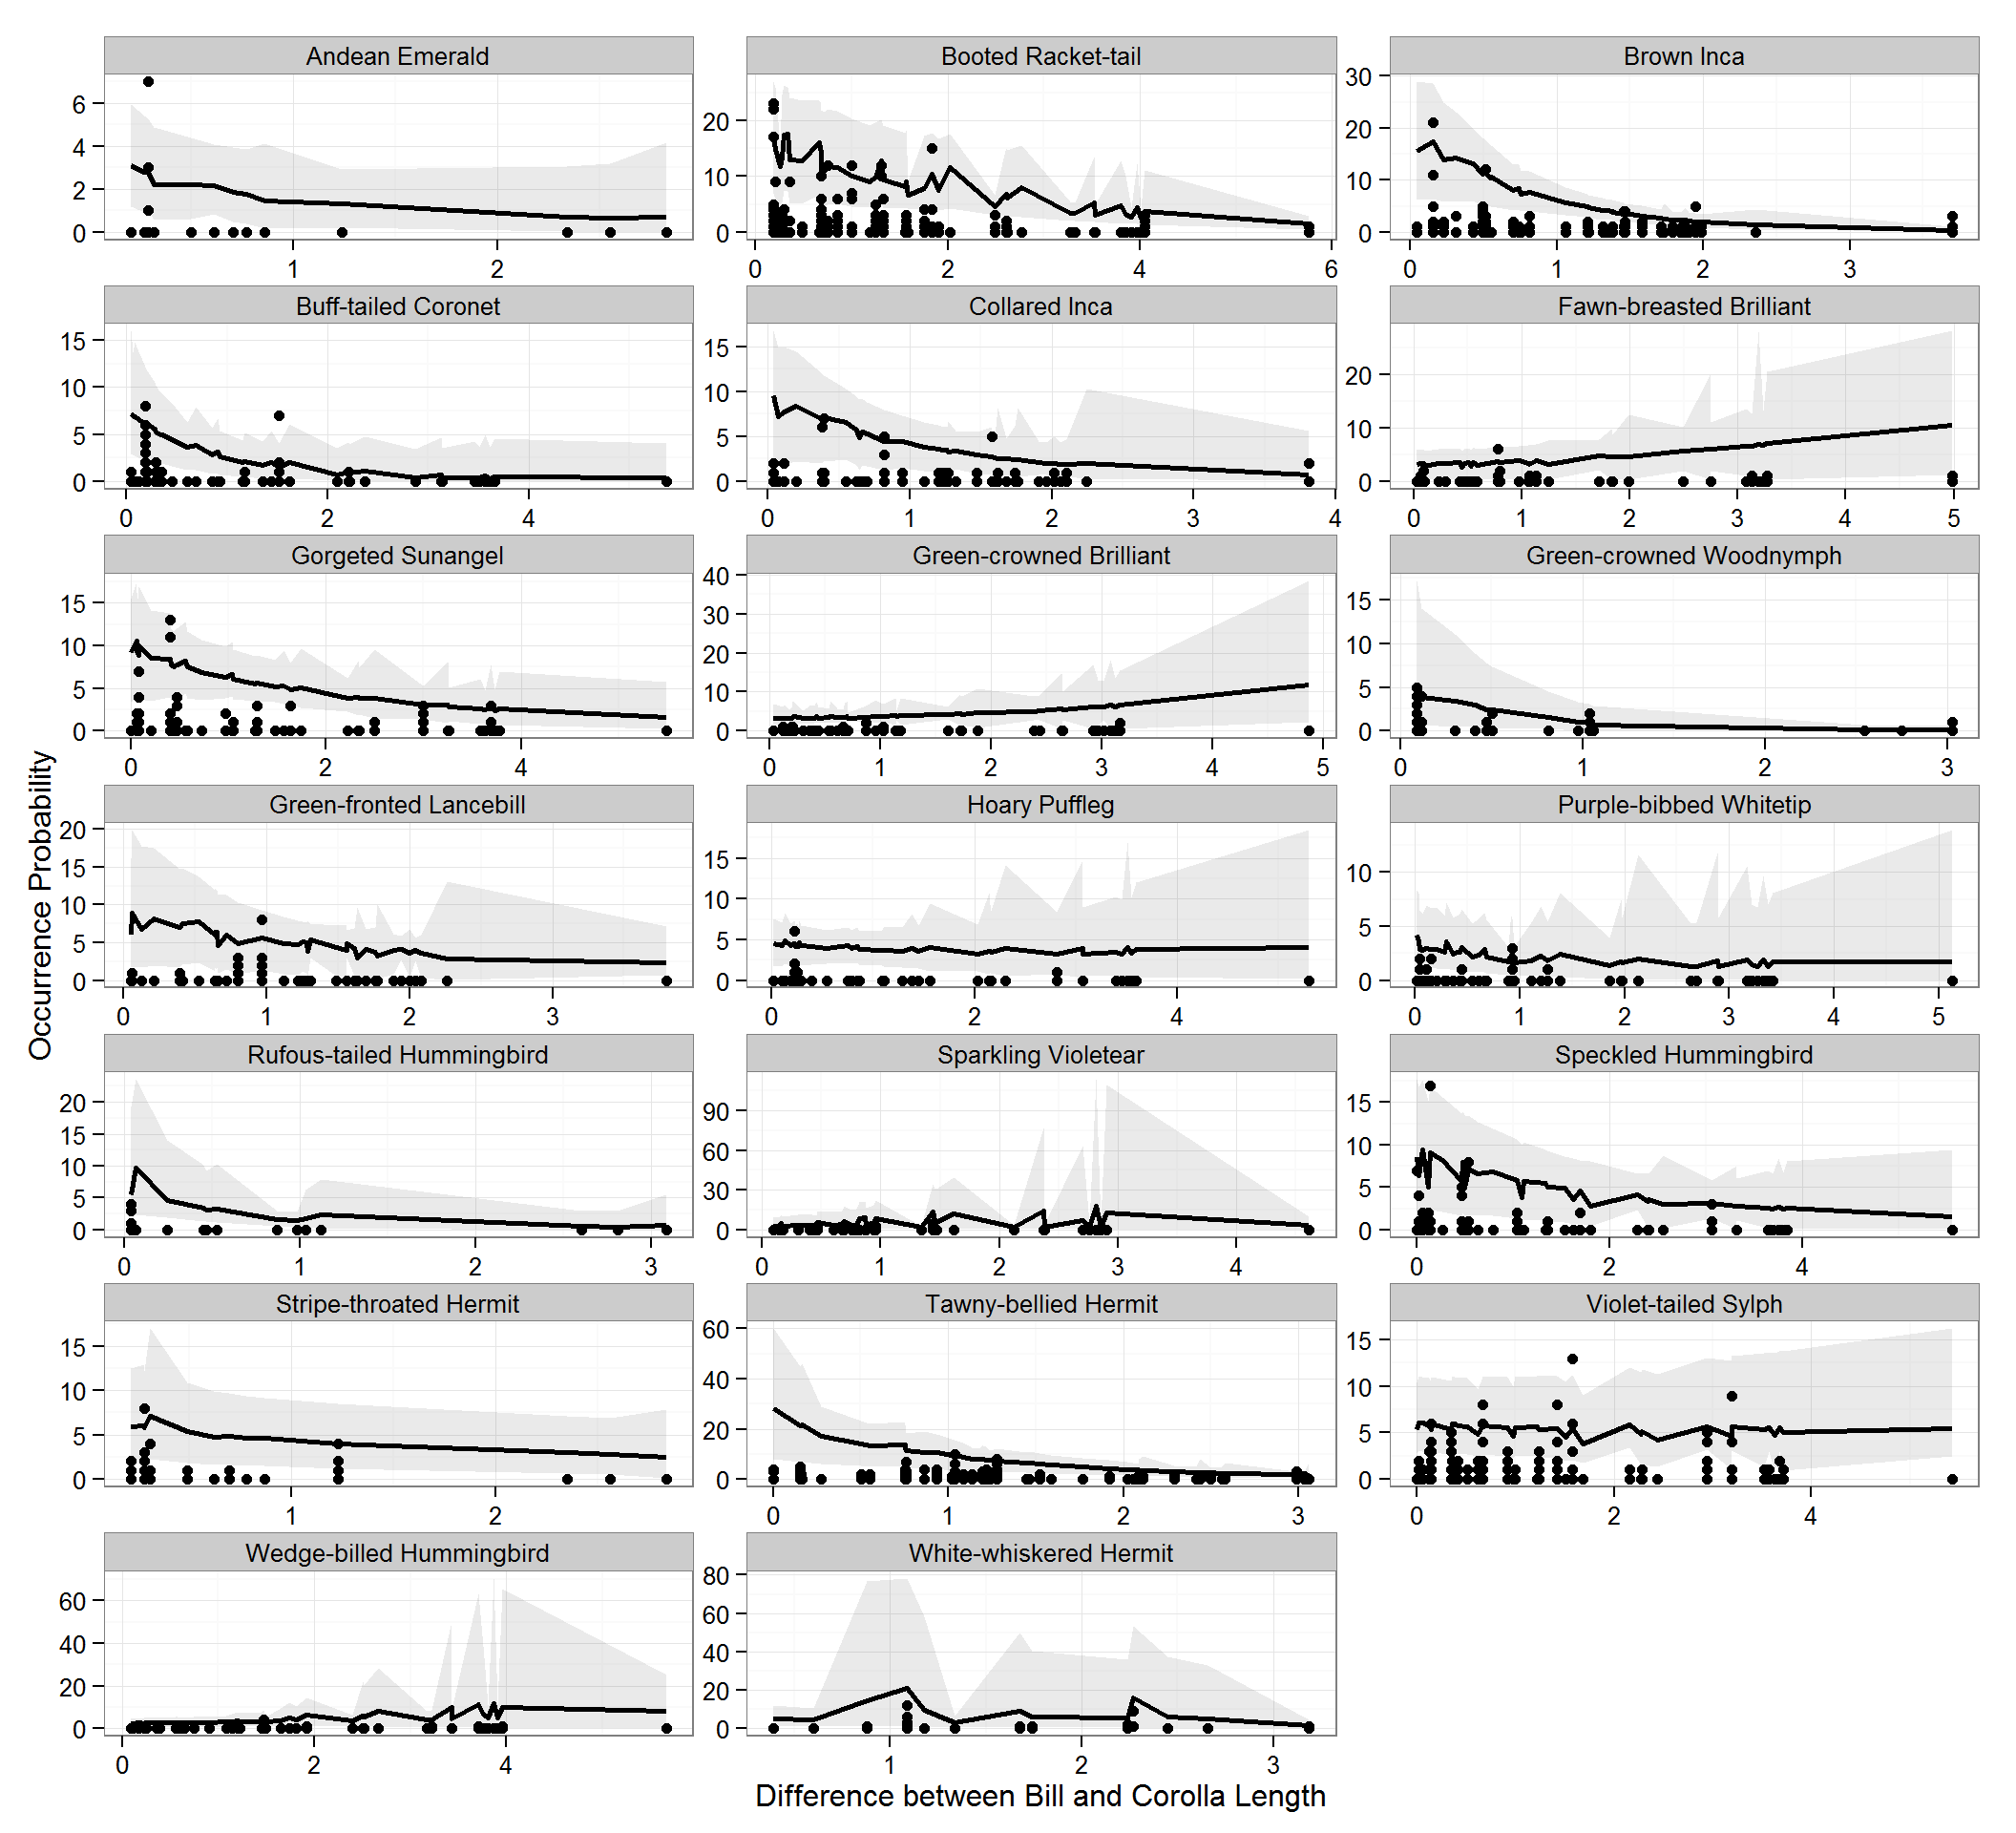 Andean Emerald
Booted Racket-tail
Brown Inca
6
4
2
0
20
10
0
30
20
10
0
1 2
0 2 4 6
0 1 2 3
Buff-tailed Coronet
Collared Inca
Fawn-breasted Brilliant
15
10
5
0
15
10
5
0
20
10
0
0 2 4
0 1 2 3 4
0 1 2 3 4 5
Gorgeted Sunangel
Green-crowned Brilliant
Green-crowned Woodnymph
15
10
5
0
40
30
20
10
0
15
10
5
0
0 2 4
0 1 2 3 4 5
0 1 2 3
Occurrence Probability
Green-fronted Lancebill
Hoary Puffleg
Purple-bibbed Whitetip
20
15
10
5
0
15
10
5
0
10
5
0
0 1 2 3
0 2 4
0 1 2 3 4 5
Rufous-tailed Hummingbird
Sparkling Violetear
Speckled Hummingbird
20
15
10
5
0
90
60
30
0
15
10
5
0
0 1 2 3
0 1 2 3 4
0 2 4
Stripe-throated Hermit
Tawny-bellied Hermit
Violet-tailed Sylph
15
10
5
0
60
40
20
0
15
10
5
0
1 2
0 1 2 3
0 2 4
Wedge-billed Hummingbird
White-whiskered Hermit
60
40
20
0
80
60
40
20
0
0 2 4
1 2 3
Difference between Bill and Corolla Length